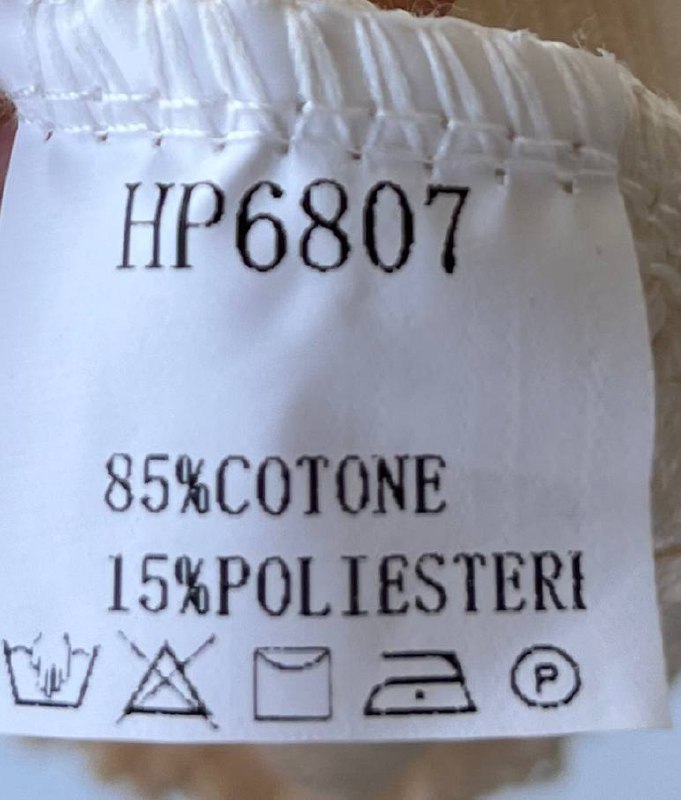 HP6807
85%COTONE
15%POLIESTERI
P